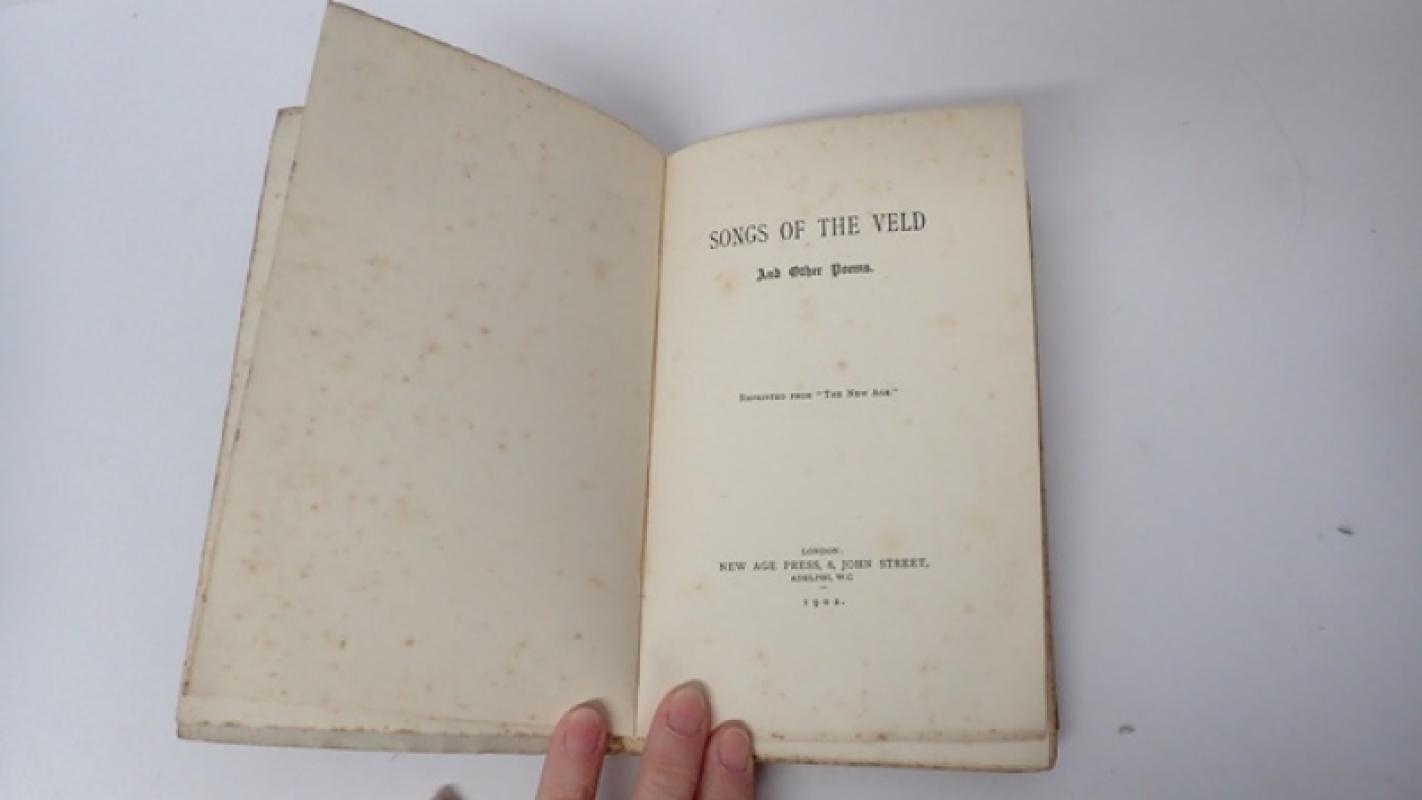 SONGS OF THE VELD
And Other Poems.
REPRINTED FROM "THE NEW AGE."
LONDON:
NEW AGE PRESS, 8, JOHN STREET,
ADELPHI, W.C
1902.